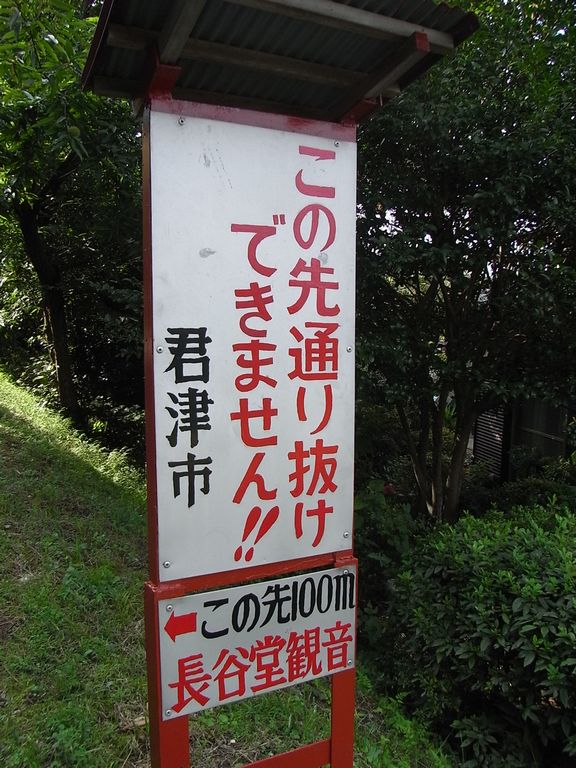 この先通り抜け
できません!!
君津市
←この先100m
長谷堂観音